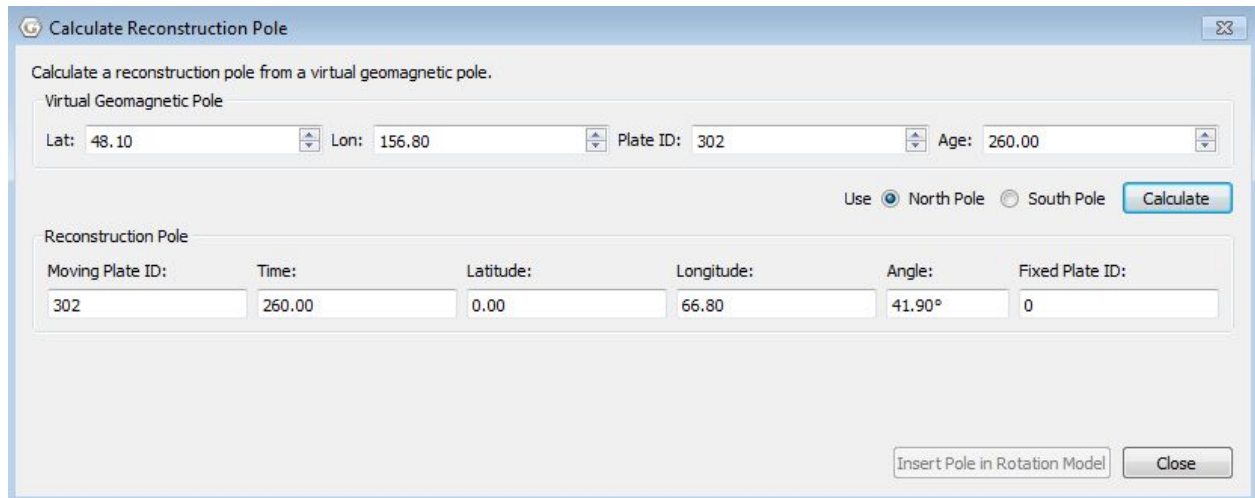 Calculate Reconstruction Pole
Calculate a reconstruction pole from a virtual geomagnetic pole.
Virtual Geomagnetic Pole
Lat: 48.10 Lon: 156.80 Plate ID: 302 Age: 260.00
Use North Pole South Pole Calculate
Reconstruction Pole
Moving Plate ID: Time: Latitude: Longitude: Angle: Fixed Plate ID:
302 260.00 0.00 66.80 41.90° 0
Insert Pole in Rotation Model Close